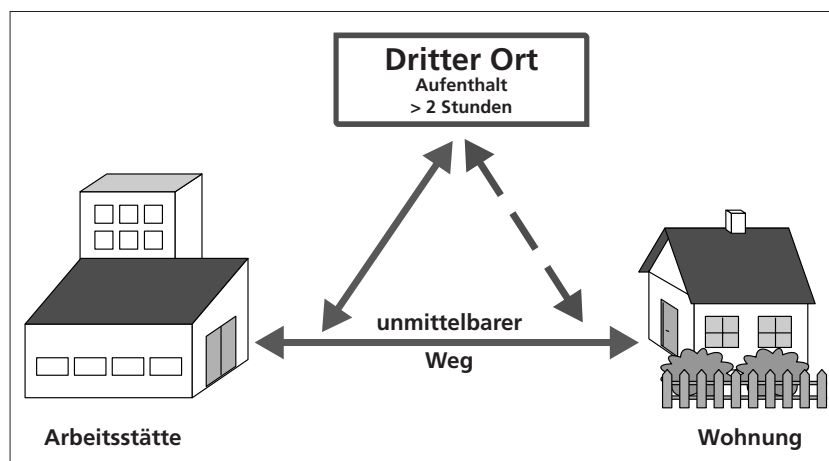 Dritter Ort
Aufenthalt
> 2 Stunden
unmittelbarer
Weg
Arbeitsstätte
Wohnung